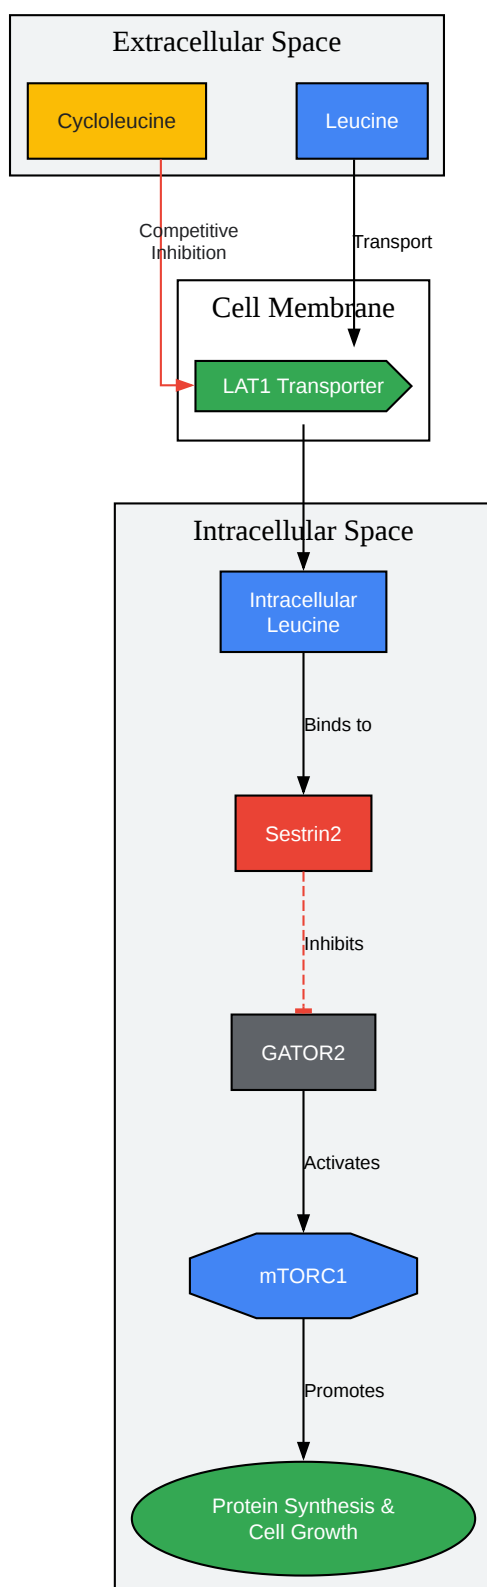 Extracellular Space
Cycloleucine
Leucine
Competitive
Inhibition
Transport
Cell Membrane
LAT1 Transporter
Intracellular Space
Intracellular
Leucine
Binds to
Sestrin2
Inhibits
GATOR2
Activates
mTORC1
Promotes
Protein Synthesis &
Cell Growth